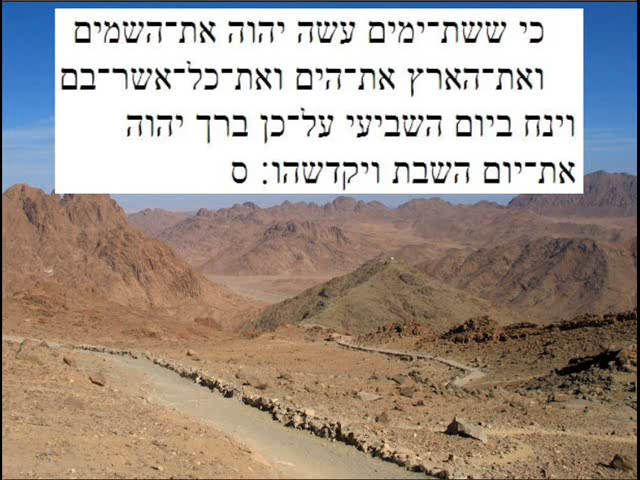 כי ששת־ימים עשה יהוה את־השמים
ואת־הארץ את־הים ואת־כל־אשר־בם
וינח ביום השביעי על־כן ברך יהוה
את־יום השבת ויקדשהו: ס